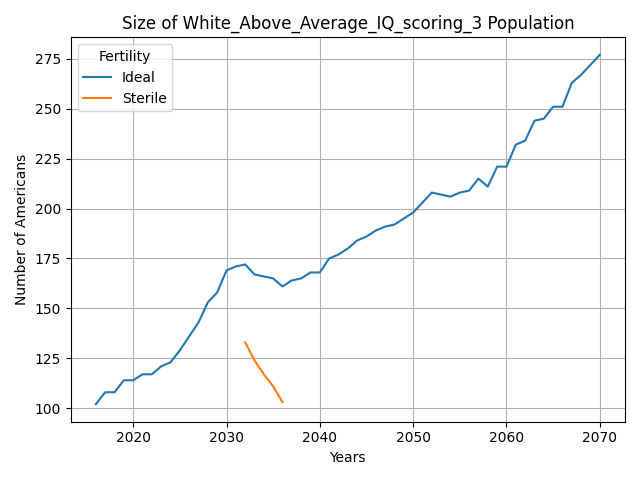 Size of White_Above_Average_IQ_scoring_3 Population
Fertility
Ideal
Sterile
275
250
225
200
175
150
125
100
Number of Americans
2020 2030 2040 2050 2060 2070
Years